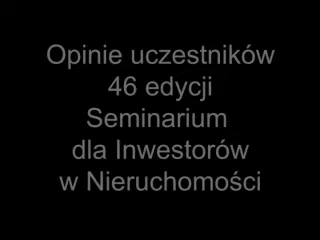 Opinie uczestników
46 edycji
Seminarium
dla Inwestorów
w Nieruchomości